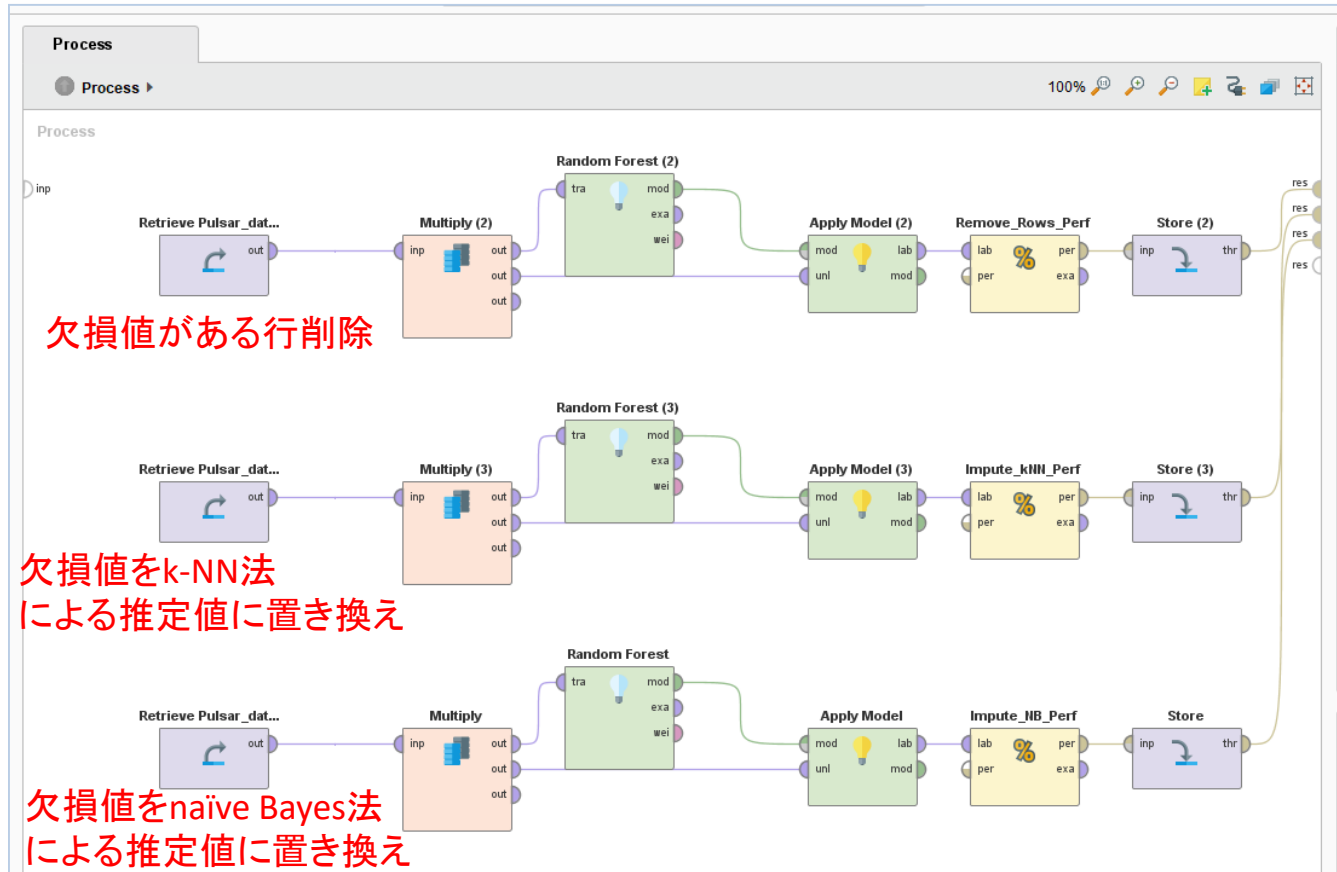 Process
Process
100%
Process
inp
res
res
res
res
Random Forest (2)
tra mod
exa
wei
Retrieve Pulsar_dat...
out
Multiply (2)
inp out
out
out
Apply Model (2)
mod lab
unl mod
Remove_Rows_Perf
lab per
per exa
Store (2)
inp thr
欠損値がある行削除
Random Forest (3)
tra mod
exa
wei
Retrieve Pulsar_dat...
out
Multiply (3)
inp out
out
out
Apply Model (3)
mod lab
unl mod
Impute_kNN_Perf
lab per
per exa
Store (3)
inp thr
欠損値をk-NN法
による推定値に置き換え
Random Forest
tra mod
exa
wei
Retrieve Pulsar_dat...
out
Multiply
inp out
out
out
Apply Model
mod lab
unl mod
Impute_NB_Perf
lab per
per exa
Store
inp thr
欠損値をnaïve Bayes法
による推定値に置き換え